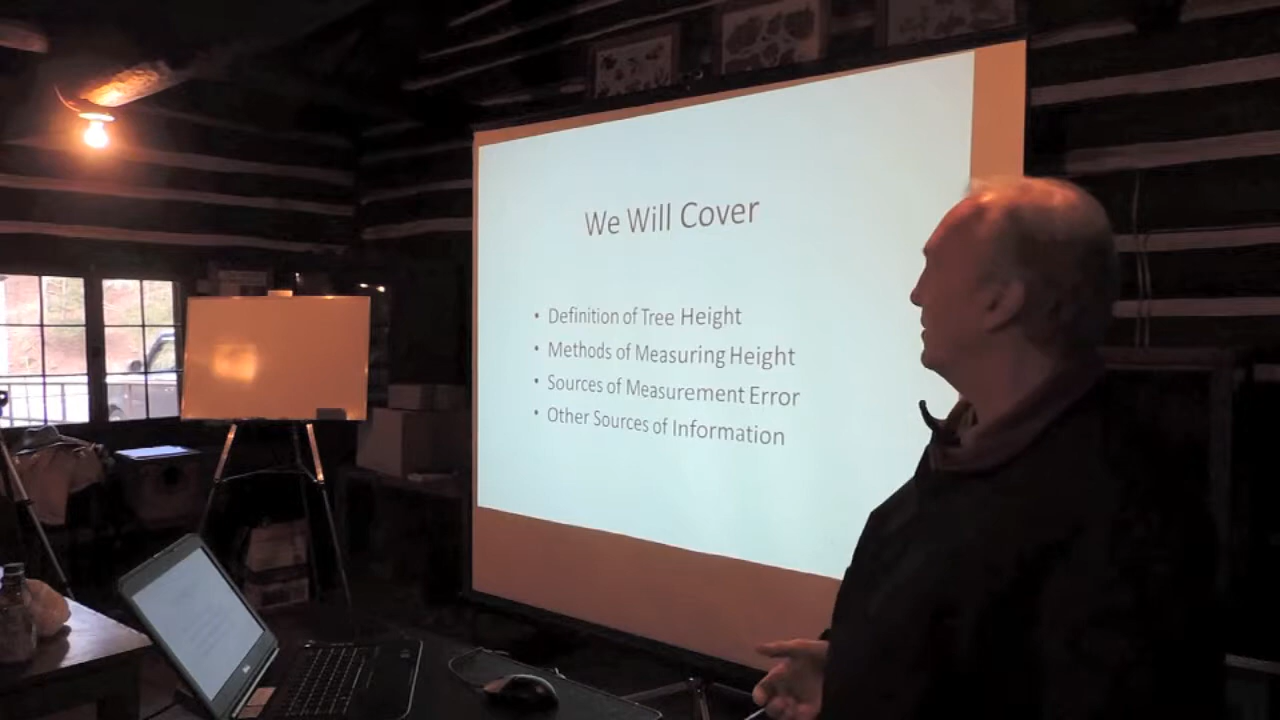 We Will Cover
• Definition of Tree Height
• Methods of Measuring Height
• Sources of Measurement Error
• Other Sources of Information